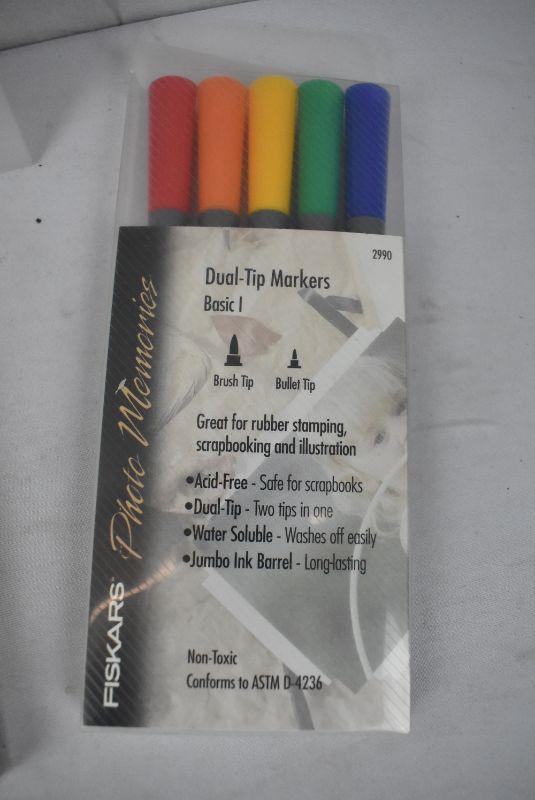 2990
Dual-Tip Markers
Basic I
Brush Tip
Bullet Tip
Great for rubber stamping,
scrapbooking and illustration
•Acid-Free - Safe for scrapbooks
•Dual-Tip - Two tips in one
•Water Soluble - Washes off easily
•Jumbo Ink Barrel - Long-lasting
Non-Toxic
Conforms to ASTM D-4236
Photo Memories
FISKARS